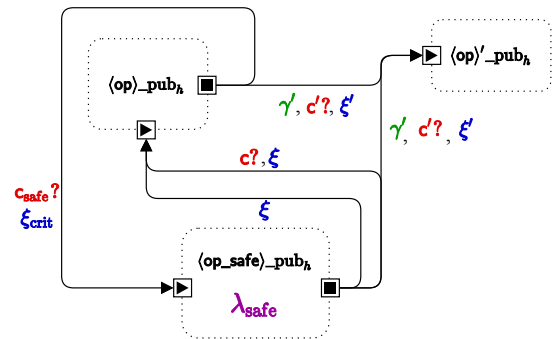 ⟨op⟩_pub_h
⟨op⟩′_pub_h
γ′, c′?, ξ′
γ′, c′?, ξ′
c?, ξ
c_safe?
ξ_crit
ξ
⟨op_safe⟩_pub_h
λ_safe